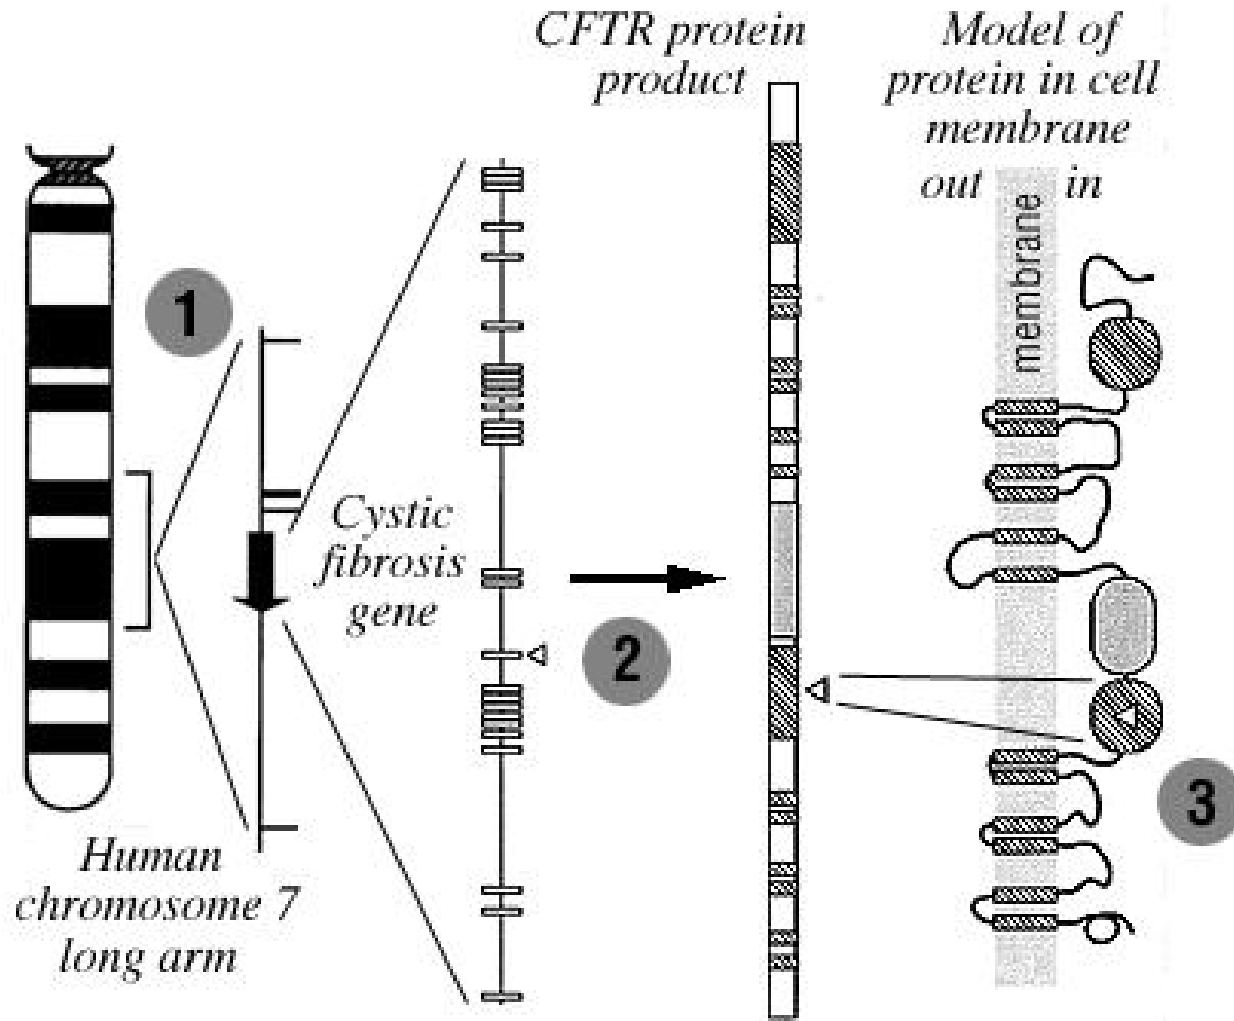 CFTR protein
product
Model of
protein in cell
membrane
out in
membrane
1
Cystic
fibrosis
gene
2
3
Human
chromosome 7
long arm